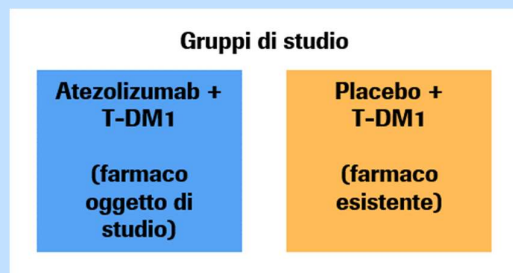 Gruppi di studio
Atezolizumab +
T-DM1
(farmaco
oggetto di
studio)
Placebo +
T-DM1
(farmaco
esistente)